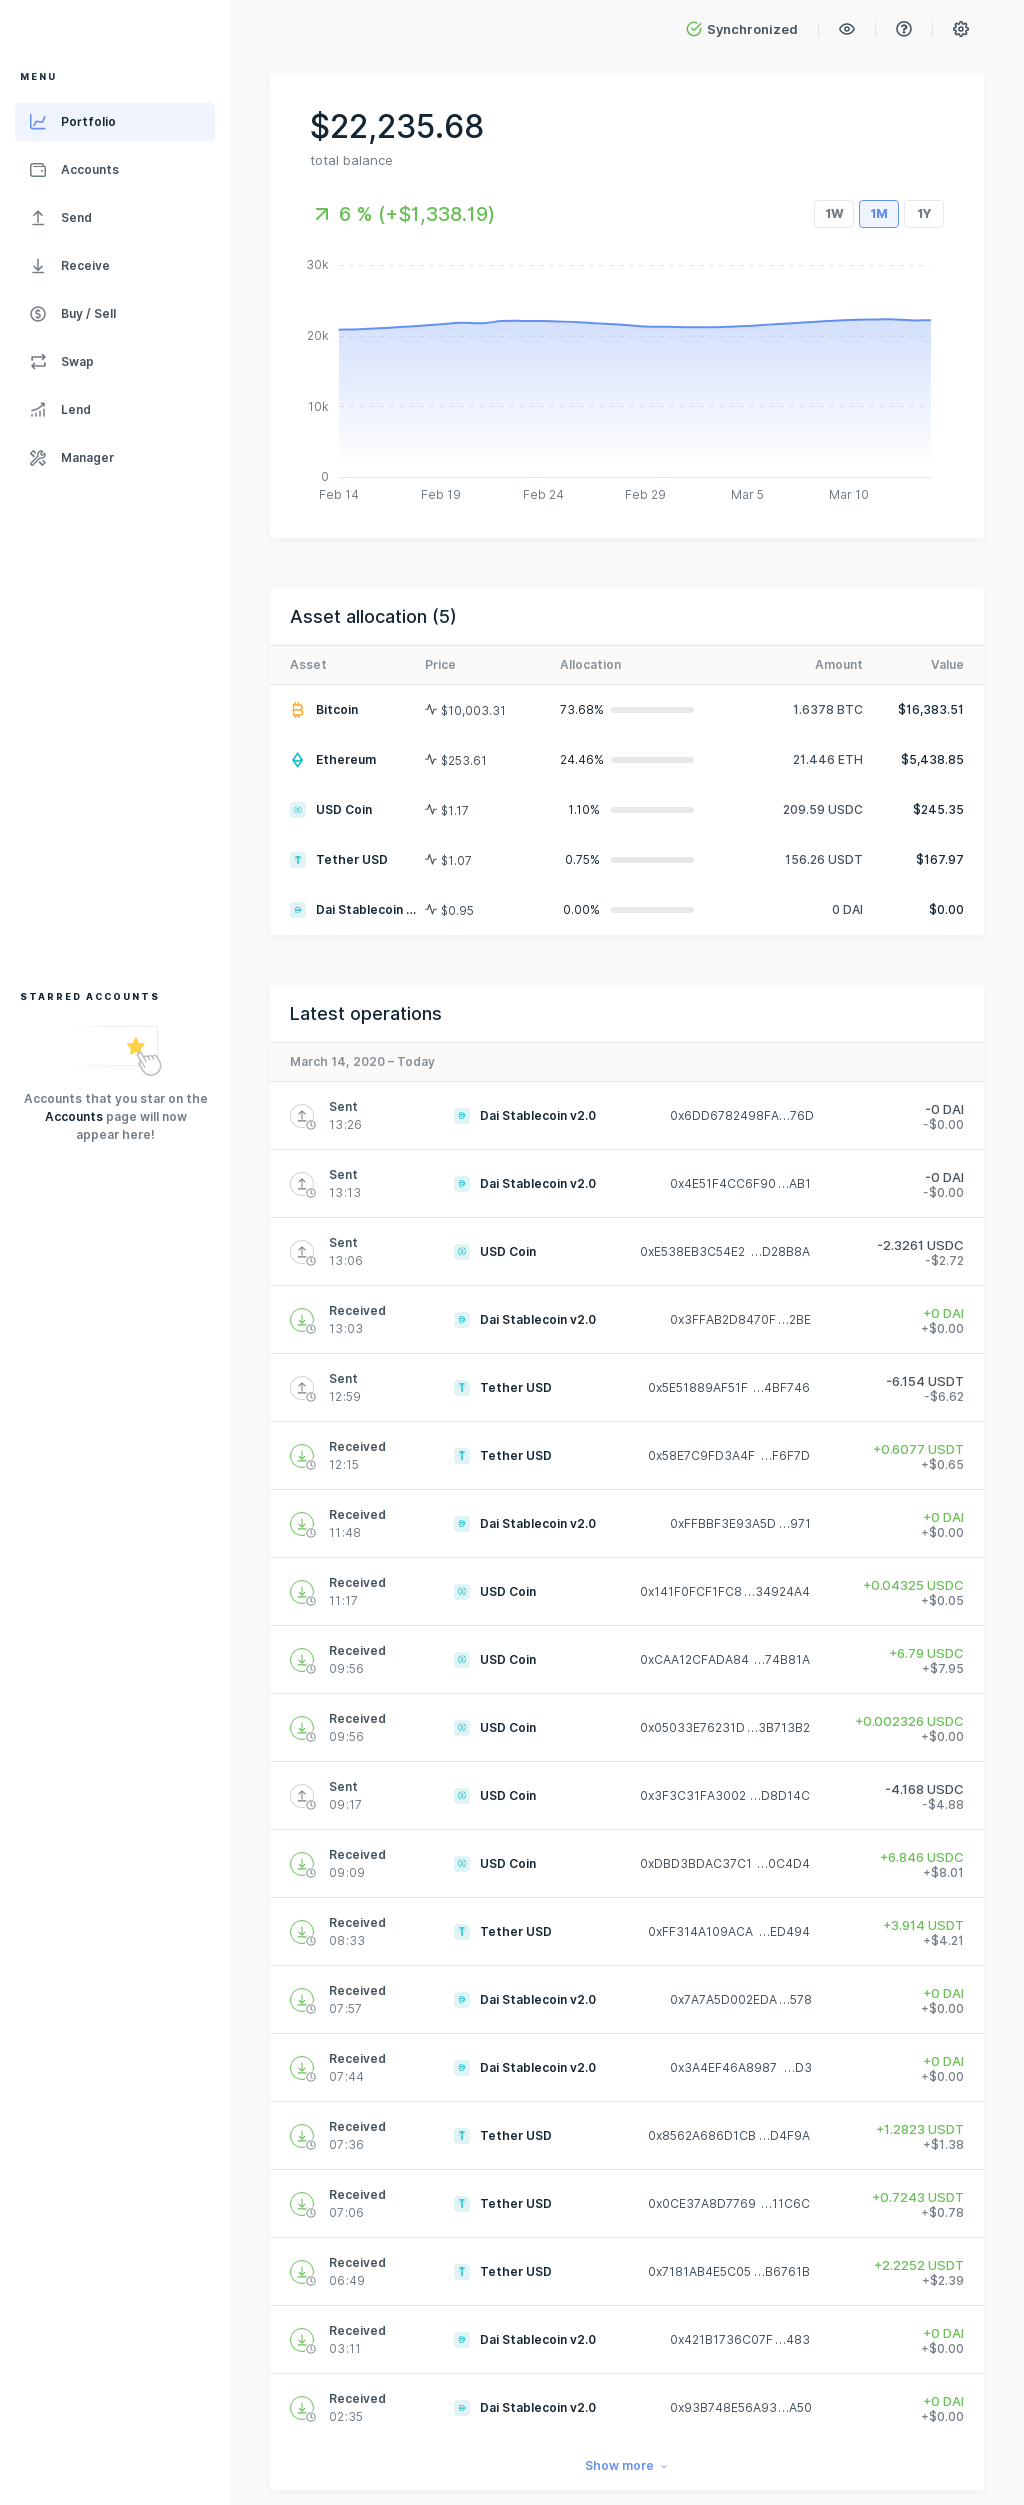 Synchronized
MENU
Portfolio
Accounts
Send
Receive
Buy / Sell
Swap
Lend
Manager
$22,235.68
total balance
6 % (+$1,338.19)
1W 1M 1Y
30k
20k
10k
0
Feb 14 Feb 19 Feb 24 Feb 29 Mar 5 Mar 10
Asset allocation (5)
Asset Price Allocation Amount Value
Bitcoin $10,003.31 73.68% 1.6378 BTC $16,383.51
Ethereum $253.61 24.46% 21.446 ETH $5,438.85
USD Coin $1.17 1.10% 209.59 USDC $245.35
Tether USD $1.07 0.75% 156.26 USDT $167.97
Dai Stablecoin ... $0.95 0.00% 0 DAI $0.00
STARRED ACCOUNTS
Accounts that you star on the
Accounts page will now
appear here!
Latest operations
March 14, 2020 – Today
Sent
13:26
Dai Stablecoin v2.0 0x6DD6782498FA...76D
-0 DAI
-$0.00
Sent
13:13
Dai Stablecoin v2.0 0x4E51F4CC6F90...AB1
-0 DAI
-$0.00
Sent
13:06
USD Coin 0xE538EB3C54E2 ...D28B8A
-2.3261 USDC
-$2.72
Received
13:03
Dai Stablecoin v2.0 0x3FFAB2D8470F...2BE
+0 DAI
+$0.00
Sent
12:59
Tether USD 0x5E51889AF51F ...4BF746
-6.154 USDT
-$6.62
Received
12:15
Tether USD 0x58E7C9FD3A4F ...F6F7D
+0.6077 USDT
+$0.65
Received
11:48
Dai Stablecoin v2.0 0xFFBBF3E93A5D ...971
+0 DAI
+$0.00
Received
11:17
USD Coin 0x141F0FCF1FC8...34924A4
+0.04325 USDC
+$0.05
Received
09:56
USD Coin 0xCAA12CFADA84 ...74B81A
+6.79 USDC
+$7.95
Received
09:56
USD Coin 0x05033E76231D...3B713B2
+0.002326 USDC
+$0.00
Sent
09:17
USD Coin 0x3F3C31FA3002 ...D8D14C
-4.168 USDC
-$4.88
Received
09:09
USD Coin 0xDBD3BDAC37C1 ...0C4D4
+6.846 USDC
+$8.01
Received
08:33
Tether USD 0xFF314A109ACA ...ED494
+3.914 USDT
+$4.21
Received
07:57
Dai Stablecoin v2.0 0x7A7A5D002EDA...578
+0 DAI
+$0.00
Received
07:44
Dai Stablecoin v2.0 0x3A4EF46A8987 ...D3
+0 DAI
+$0.00
Received
07:36
Tether USD 0x8562A686D1CB ...D4F9A
+1.2823 USDT
+$1.38
Received
07:06
Tether USD 0x0CE37A8D7769 ...11C6C
+0.7243 USDT
+$0.78
Received
06:49
Tether USD 0x7181AB4E5C05 ...B6761B
+2.2252 USDT
+$2.39
Received
03:11
Dai Stablecoin v2.0 0x421B1736C07F...483
+0 DAI
+$0.00
Received
02:35
Dai Stablecoin v2.0 0x93B748E56A93...A50
+0 DAI
+$0.00
Show more